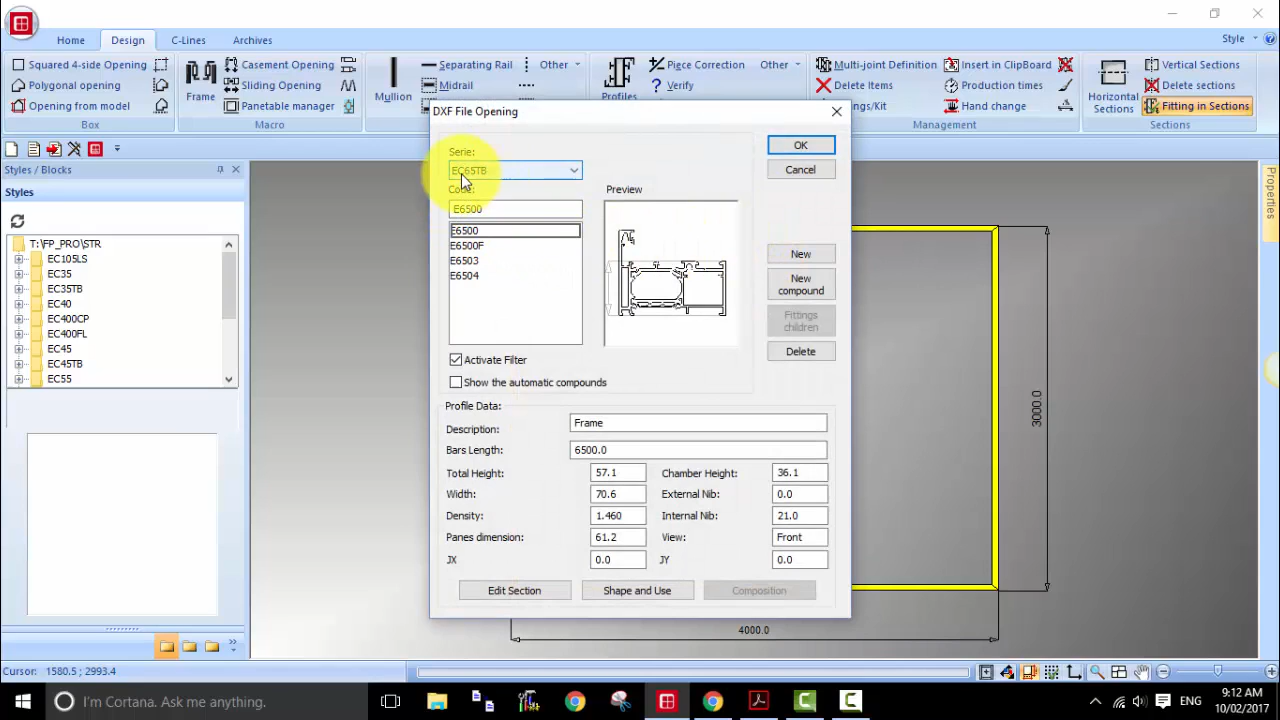 Home
Design
C-Lines
Archives
Style
Squared 4-side Opening
Polygonal opening
Opening from model
Box
Frame
Casement Opening
Sliding Opening
Panetable manager
Macro
Mullion
Separating Rail
Midrail
Other
Profiles
Piece Correction
Verify
Other
Multi-joint Definition
Delete Items
Insert in ClipBoard
Production times
Hand change
Management
Horizontal
Sections
Vertical Sections
Delete sections
Fitting in Sections
Sections
Styles / Blocks
Styles
T:\FP_PRO\STR
EC105LS
EC35
EC35TB
EC40
EC400CP
EC400FL
EC45
EC45TB
EC55
DXF File Opening
Serie:
EC65TB
Code:
E6500
E6500
E6500F
E6503
E6504
Activate Filter
Show the automatic compounds
Preview
OK
Cancel
New
New
compound
Fittings
children
Delete
Profile Data:
Description: Frame
Bars Length: 6500.0
Total Height: 57.1 Chamber Height: 36.1
Width: 70.6 External Nib: 0.0
Density: 1.460 Internal Nib: 21.0
Panes dimension: 61.2 View: Front
JX 0.0 JY 0.0
Edit Section
Shape and Use
Composition
3000.0
4000.0
Properties
Cursor: 1580.5 ; 2993.4
I'm Cortana. Ask me anything.
ENG
9:12 AM
10/02/2017